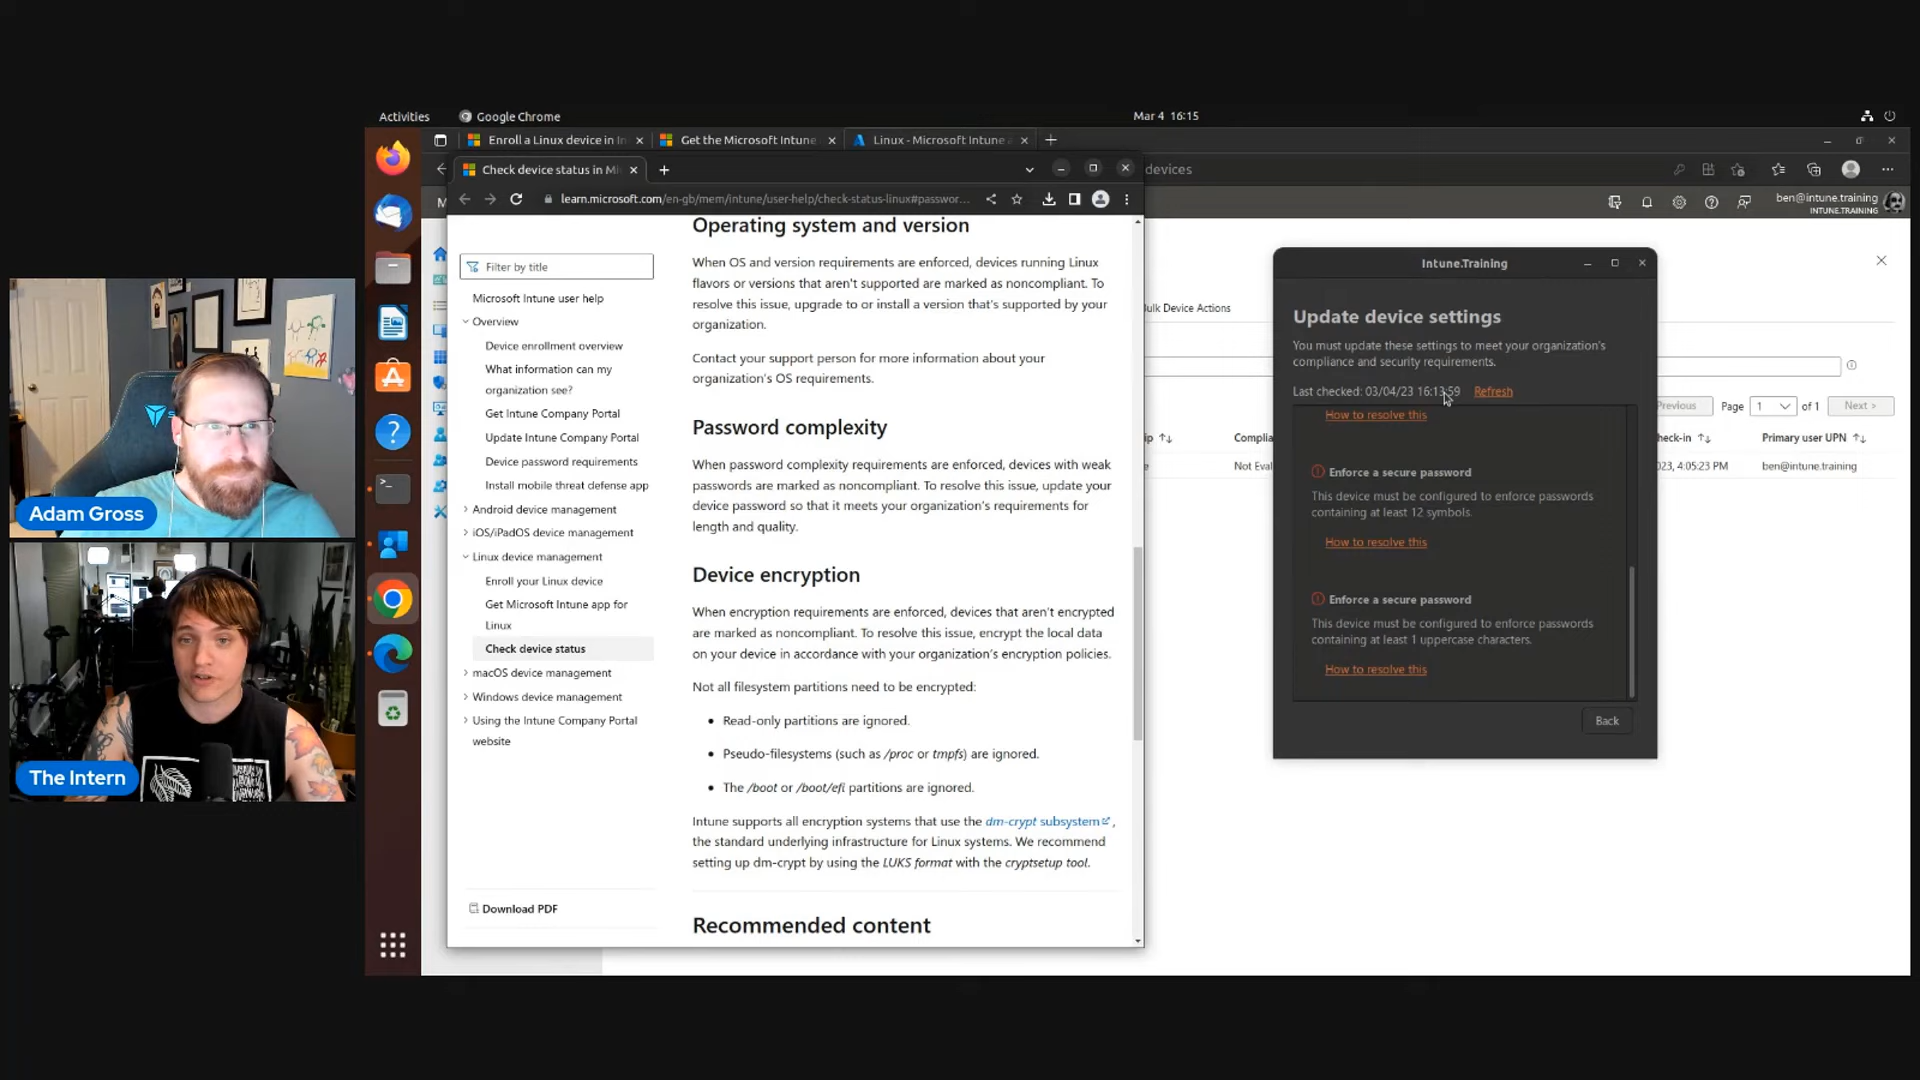 Activities
Google Chrome
Mar 4 16:15
Enroll a Linux device in In
Get the Microsoft Intune
Linux - Microsoft Intune a
Check device status in Mi
devices
learn.microsoft.com/en-gb/mem/intune/user-help/check-status-linux#passwor...
M
ben@intune.training
INTUNE.TRAINING
Filter by title
Microsoft Intune user help
Overview
Device enrollment overview
What information can my
organization see?
Get Intune Company Portal
Update Intune Company Portal
Device password requirements
Install mobile threat defense app
Android device management
iOS/iPadOS device management
Linux device management
Enroll your Linux device
Get Microsoft Intune app for
Linux
Check device status
macOS device management
Windows device management
Using the Intune Company Portal
website
Download PDF
Operating system and version
When OS and version requirements are enforced, devices running Linux
flavors or versions that aren't supported are marked as noncompliant. To
resolve this issue, upgrade to or install a version that's supported by your
organization.
Contact your support person for more information about your
organization's OS requirements.
Password complexity
When password complexity requirements are enforced, devices with weak
passwords are marked as noncompliant. To resolve this issue, update your
device password so that it meets your organization's requirements for
length and quality.
Device encryption
When encryption requirements are enforced, devices that aren't encrypted
are marked as noncompliant. To resolve this issue, encrypt the local data
on your device in accordance with your organization's encryption policies.
Not all filesystem partitions need to be encrypted:
• Read-only partitions are ignored.
• Pseudo-filesystems (such as /proc or tmpfs) are ignored.
• The /boot or /boot/efi partitions are ignored.
Intune supports all encryption systems that use the dm-crypt subsystem,
the standard underlying infrastructure for Linux systems. We recommend
setting up dm-crypt by using the LUKS format with the cryptsetup tool.
Recommended content
Bulk Device Actions
Previous
Page
1
of 1
Next >
ip
Complia
heck-in
Primary user UPN
e
Not Eval
023, 4:05:23 PM
ben@intune.training
Intune.Training
Update device settings
You must update these settings to meet your organization's
compliance and security requirements.
Last checked: 03/04/23 16:13:59
Refresh
How to resolve this
Enforce a secure password
This device must be configured to enforce passwords
containing at least 12 symbols.
How to resolve this
Enforce a secure password
This device must be configured to enforce passwords
containing at least 1 uppercase characters.
How to resolve this
Back
Adam Gross
The Intern